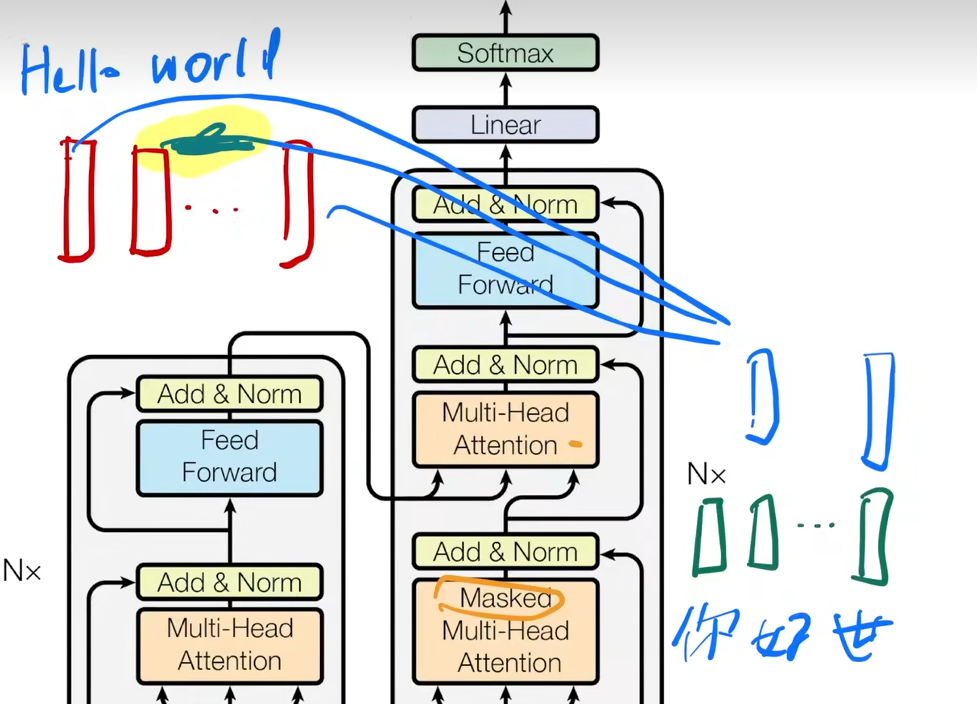 Hello world
Softmax
Linear
Add & Norm
Feed
Forward
Add & Norm
Multi-Head
Attention
Add & Norm
Masked
Multi-Head
Attention
Nx
Add & Norm
Feed
Forward
Add & Norm
Multi-Head
Attention
Nx
你好世